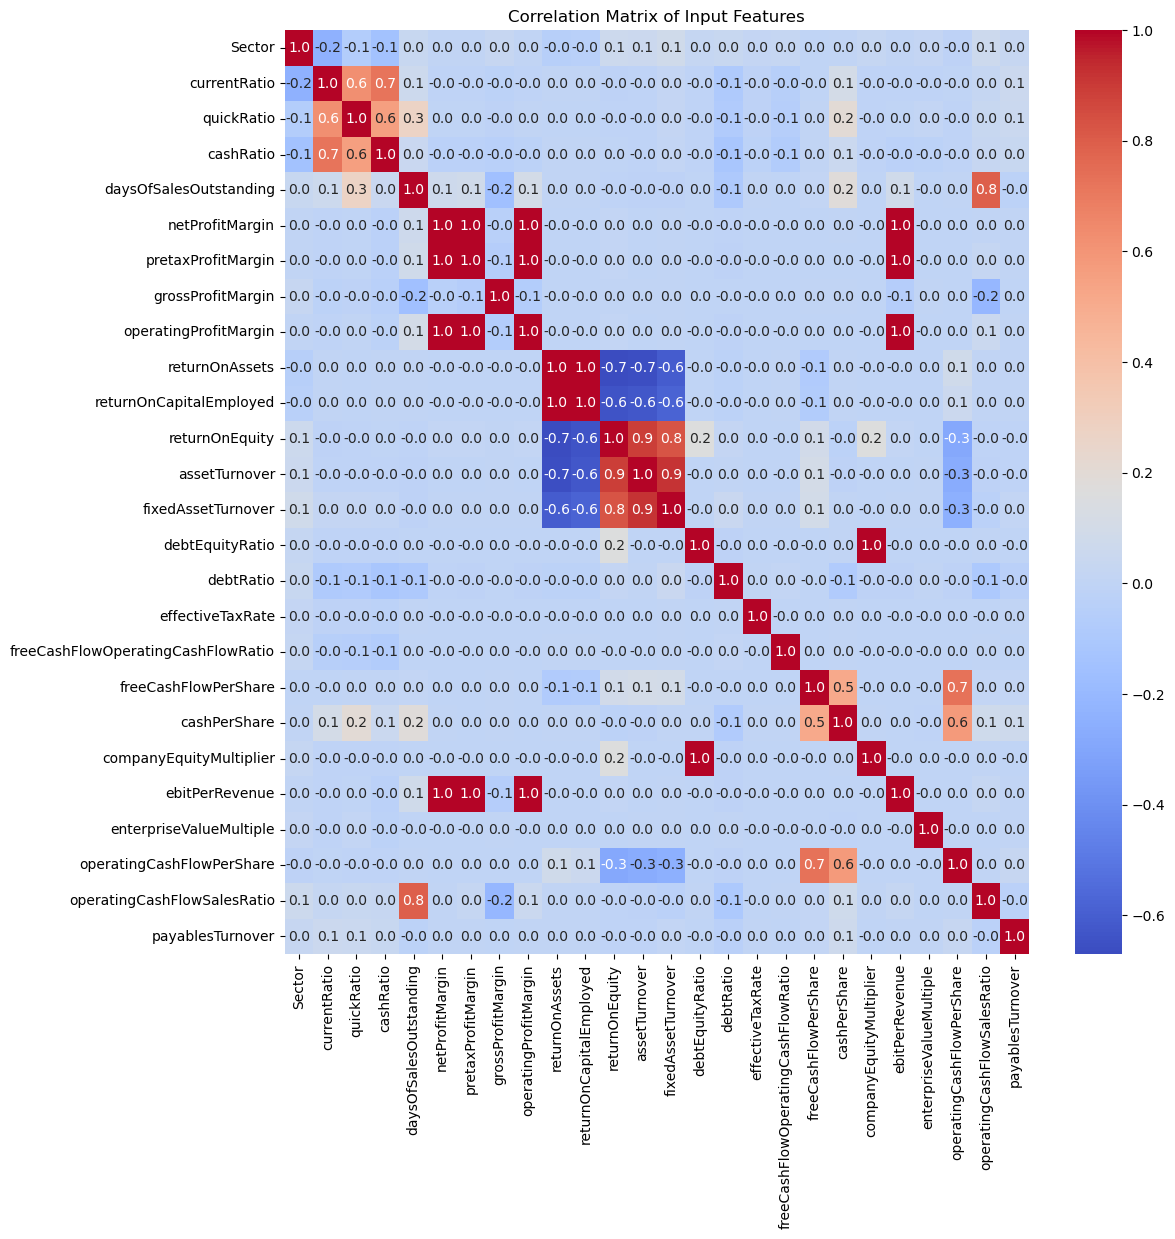 Correlation Matrix of Input Features
Sector 1.0 -0.2 -0.1 -0.1 0.0 0.0 0.0 0.0 0.0 -0.0 -0.0 0.1 0.1 0.1 0.0 0.0 0.0 0.0 0.0 0.0 0.0 0.0 0.0 -0.0 0.1 0.0
currentRatio -0.2 1.0 0.6 0.7 0.1 -0.0 -0.0 -0.0 -0.0 0.0 0.0 -0.0 -0.0 0.0 -0.0 -0.1 -0.0 -0.0 -0.0 0.1 -0.0 -0.0 -0.0 0.0 0.0 0.1
quickRatio -0.1 0.6 1.0 0.6 0.3 0.0 0.0 -0.0 0.0 0.0 0.0 -0.0 -0.0 0.0 -0.0 -0.1 -0.0 -0.1 -0.0 0.2 -0.0 0.0 -0.0 0.0 0.0 0.1
cashRatio -0.1 0.7 0.6 1.0 0.0 -0.0 -0.0 -0.0 -0.0 0.0 0.0 -0.0 -0.0 0.0 -0.0 -0.1 -0.0 -0.1 0.0 0.1 -0.0 -0.0 -0.0 0.0 0.0 0.0
daysOfSalesOutstanding 0.0 0.1 0.3 0.0 1.0 0.1 0.1 -0.2 0.1 0.0 0.0 -0.0 -0.0 -0.0 -0.0 -0.1 0.0 0.0 0.0 0.2 0.0 0.1 -0.0 0.0 0.8 -0.0
netProfitMargin 0.0 -0.0 0.0 -0.0 0.1 1.0 1.0 -0.0 1.0 -0.0 -0.0 0.0 0.0 0.0 0.0 -0.0 0.0 0.0 0.0 0.0 0.0 1.0 -0.0 0.0 0.0 0.0
pretaxProfitMargin 0.0 -0.0 0.0 -0.0 0.1 1.0 1.0 -0.1 1.0 -0.0 -0.0 0.0 0.0 0.0 0.0 -0.0 0.0 0.0 0.0 0.0 0.0 1.0 -0.0 0.0 0.0 0.0
grossProfitMargin 0.0 -0.0 -0.0 -0.0 -0.2 -0.0 -0.1 1.0 -0.1 -0.0 -0.0 0.0 0.0 0.0 0.0 -0.0 0.0 0.0 0.0 0.0 0.0 -0.1 0.0 0.0 -0.2 0.0
operatingProfitMargin 0.0 -0.0 0.0 -0.0 0.1 1.0 1.0 -0.1 1.0 -0.0 -0.0 0.0 0.0 0.0 0.0 -0.0 0.0 0.0 0.0 0.0 0.0 1.0 -0.0 0.0 0.1 0.0
returnOnAssets -0.0 0.0 0.0 0.0 0.0 -0.0 -0.0 -0.0 -0.0 1.0 1.0 -0.7 -0.7 -0.6 0.0 -0.0 -0.0 0.0 -0.1 0.0 0.0 -0.0 0.0 0.1 0.0 0.0
returnOnCapitalEmployed -0.0 0.0 0.0 0.0 0.0 -0.0 -0.0 -0.0 -0.0 1.0 1.0 -0.6 -0.6 -0.6 0.0 -0.0 -0.0 0.0 -0.1 0.0 0.0 -0.0 0.0 0.1 0.0 0.0
returnOnEquity 0.1 -0.0 -0.0 -0.0 -0.0 0.0 0.0 0.0 0.0 -0.7 -0.6 1.0 0.9 0.8 0.2 0.0 0.0 -0.0 0.1 -0.0 0.2 0.0 0.0 -0.3 -0.0 -0.0
assetTurnover 0.1 -0.0 -0.0 -0.0 -0.0 0.0 0.0 0.0 0.0 -0.7 -0.6 0.9 1.0 0.9 -0.0 0.0 0.0 -0.0 0.1 -0.0 -0.0 0.0 0.0 -0.3 -0.0 -0.0
fixedAssetTurnover 0.1 0.0 0.0 0.0 -0.0 0.0 0.0 0.0 0.0 -0.6 -0.6 0.8 0.9 1.0 -0.0 0.0 0.0 -0.0 0.1 0.0 -0.0 0.0 0.0 -0.3 -0.0 0.0
debtEquityRatio 0.0 -0.0 -0.0 -0.0 -0.0 0.0 0.0 0.0 0.0 0.0 0.0 0.2 -0.0 -0.0 1.0 -0.0 0.0 0.0 -0.0 0.0 1.0 0.0 0.0 -0.0 0.0 -0.0
debtRatio 0.0 -0.1 -0.1 -0.1 -0.1 -0.0 -0.0 -0.0 -0.0 -0.0 -0.0 0.0 0.0 0.0 -0.0 1.0 0.0 0.0 -0.0 -0.1 -0.0 -0.0 0.0 -0.0 -0.1 -0.0
effectiveTaxRate 0.0 -0.0 -0.0 -0.0 0.0 0.0 0.0 0.0 0.0 -0.0 -0.0 0.0 0.0 0.0 0.0 0.0 1.0 -0.0 0.0 0.0 0.0 0.0 -0.0 0.0 0.0 0.0
freeCashFlowOperatingCashFlowRatio 0.0 -0.0 -0.1 -0.1 0.0 0.0 0.0 0.0 0.0 0.0 0.0 -0.0 -0.0 -0.0 0.0 0.0 -0.0 1.0 0.0 -0.0 0.0 0.0 -0.0 0.0 -0.0 0.0
freeCashFlowPerShare 0.0 -0.0 -0.0 0.0 0.0 0.0 0.0 0.0 0.0 -0.1 -0.1 0.1 0.1 0.1 -0.0 -0.0 0.0 0.0 1.0 0.5 -0.0 0.0 -0.0 0.7 0.0 0.0
cashPerShare 0.0 0.1 0.2 0.1 0.2 0.0 0.0 0.0 0.0 0.0 0.0 -0.0 -0.0 0.0 0.0 -0.1 0.0 -0.0 0.5 1.0 0.0 0.0 -0.0 0.6 0.1 0.1
companyEquityMultiplier 0.0 -0.0 -0.0 -0.0 0.0 0.0 0.0 0.0 0.0 0.0 0.0 0.2 -0.0 -0.0 1.0 -0.0 0.0 0.0 -0.0 0.0 1.0 0.0 0.0 -0.0 0.0 -0.0
ebitPerRevenue 0.0 -0.0 0.0 -0.0 0.1 1.0 1.0 -0.1 1.0 -0.0 -0.0 0.0 0.0 0.0 0.0 -0.0 0.0 0.0 0.0 0.0 0.0 1.0 -0.0 0.0 0.0 0.0
enterpriseValueMultiple 0.0 -0.0 -0.0 -0.0 -0.0 -0.0 -0.0 0.0 -0.0 0.0 0.0 0.0 0.0 0.0 0.0 0.0 -0.0 -0.0 -0.0 -0.0 0.0 -0.0 1.0 -0.0 0.0 0.0
operatingCashFlowPerShare -0.0 0.0 0.0 0.0 0.0 0.0 0.0 0.0 0.0 0.1 0.1 -0.3 -0.3 -0.3 -0.0 -0.0 0.0 0.0 0.7 0.6 -0.0 0.0 -0.0 1.0 0.0 0.0
operatingCashFlowSalesRatio 0.1 0.0 0.0 0.0 0.8 0.0 0.0 -0.2 0.1 0.0 0.0 -0.0 -0.0 -0.0 0.0 -0.1 0.0 -0.0 0.0 0.1 0.0 0.0 0.0 0.0 1.0 -0.0
payablesTurnover 0.0 0.1 0.1 0.0 -0.0 0.0 0.0 0.0 0.0 0.0 0.0 -0.0 -0.0 0.0 -0.0 -0.0 0.0 0.0 0.0 0.1 -0.0 0.0 0.0 0.0 -0.0 1.0
Sector
currentRatio
quickRatio
cashRatio
daysOfSalesOutstanding
netProfitMargin
pretaxProfitMargin
grossProfitMargin
operatingProfitMargin
returnOnAssets
returnOnCapitalEmployed
returnOnEquity
assetTurnover
fixedAssetTurnover
debtEquityRatio
debtRatio
effectiveTaxRate
freeCashFlowOperatingCashFlowRatio
freeCashFlowPerShare
cashPerShare
companyEquityMultiplier
ebitPerRevenue
enterpriseValueMultiple
operatingCashFlowPerShare
operatingCashFlowSalesRatio
payablesTurnover
1.0
0.8
0.6
0.4
0.2
0.0
−0.2
−0.4
−0.6